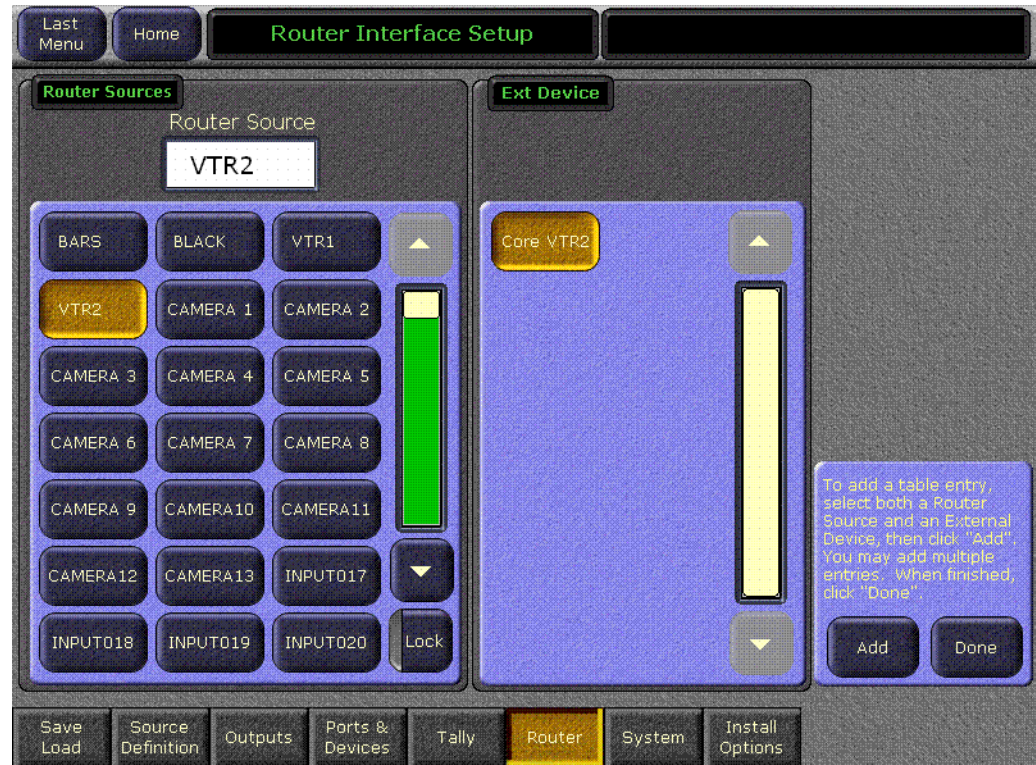 Last
Menu
Home
Router Interface Setup
Router Sources
Router Source
VTR2
BARS
BLACK
VTR1
VTR2
CAMERA 1
CAMERA 2
CAMERA 3
CAMERA 4
CAMERA 5
CAMERA 6
CAMERA 7
CAMERA 8
CAMERA 9
CAMERA10
CAMERA11
CAMERA12
CAMERA13
INPUT017
INPUT018
INPUT019
INPUT020
Lock
Ext Device
Core VTR2
To add a table entry,
select both a Router
Source and an External
Device, then click "Add".
You may add multiple
entries. When finished,
click "Done".
Add
Done
Save
Load
Source
Definition
Outputs
Ports &
Devices
Tally
Router
System
Install
Options